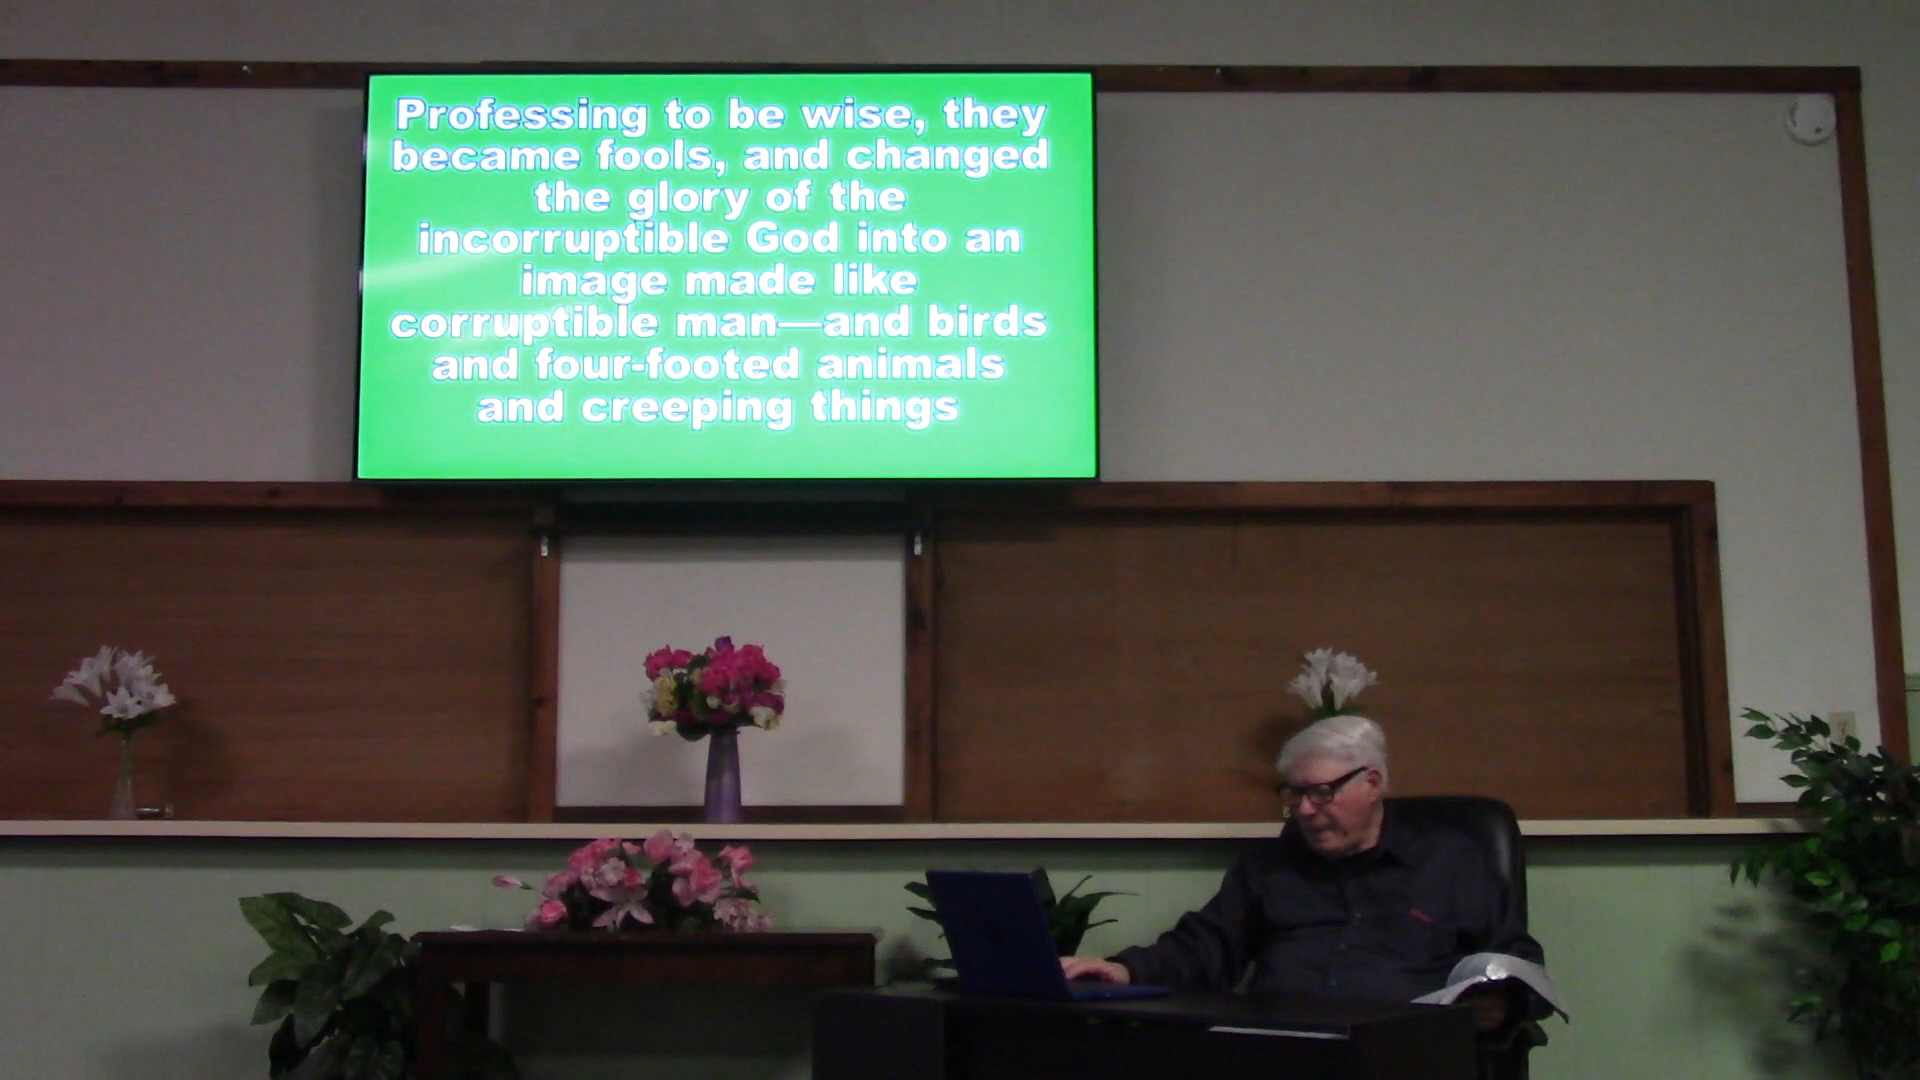 Professing to be wise, they
became fools, and changed
the glory of the
incorruptible God into an
image made like
corruptible man—and birds
and four-footed animals
and creeping things